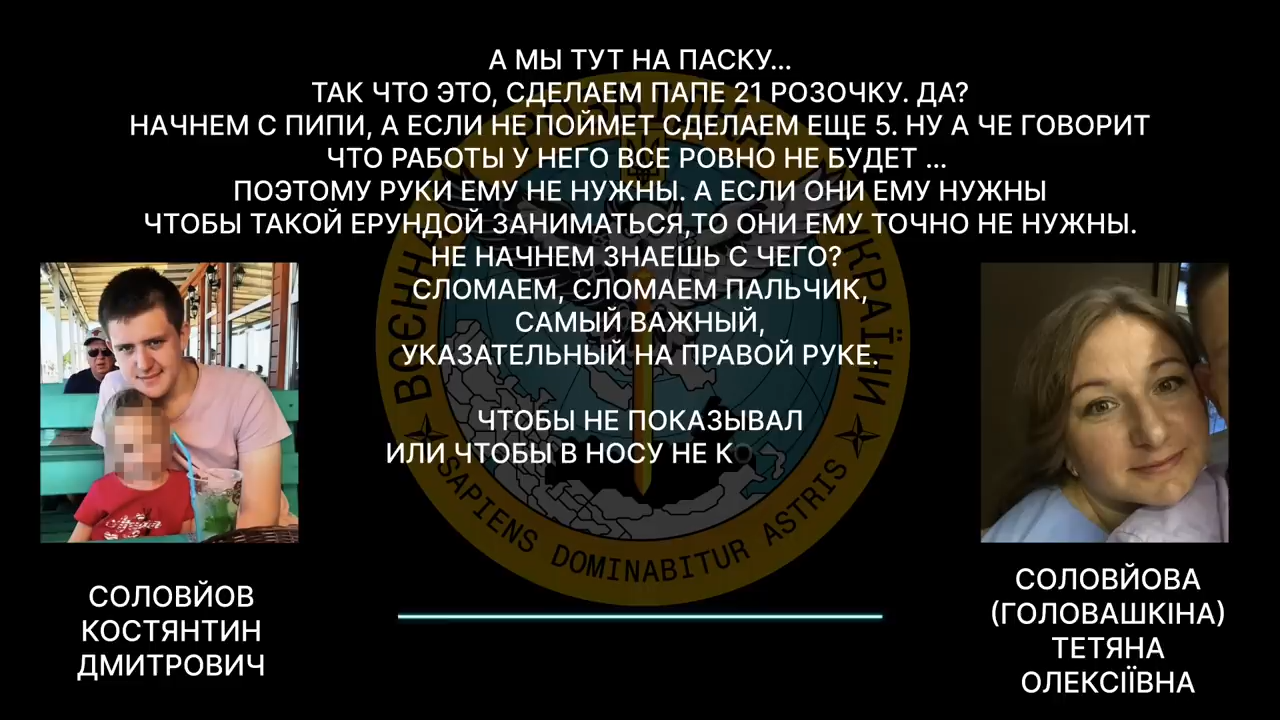 А МЫ ТУТ НА ПАСКУ...
ТАК ЧТО ЭТО, СДЕЛАЕМ ПАПЕ 21 РОЗОЧКУ. ДА?
НАЧНЕМ С ПИПИ, А ЕСЛИ НЕ ПОЙМЕТ СДЕЛАЕМ ЕЩЕ 5. НУ А ЧЕ ГОВОРИТ
ЧТО РАБОТЫ У НЕГО ВСЕ РОВНО НЕ БУДЕТ ...
ПОЭТОМУ РУКИ ЕМУ НЕ НУЖНЫ. А ЕСЛИ ОНИ ЕМУ НУЖНЫ
ЧТОБЫ ТАКОЙ ЕРУНДОЙ ЗАНИМАТЬСЯ,ТО ОНИ ЕМУ ТОЧНО НЕ НУЖНЫ.
НЕ НАЧНЕМ ЗНАЕШЬ С ЧЕГО?
СЛОМАЕМ, СЛОМАЕМ ПАЛЬЧИК,
САМЫЙ ВАЖНЫЙ,
УКАЗАТЕЛЬНЫЙ НА ПРАВОЙ РУКЕ.
ЧТОБЫ НЕ ПОКАЗЫВАЛ
ИЛИ ЧТОБЫ В НОСУ НЕ КО
ВОЄННА
УКРАЇНИ
SAPIENS DOMINABITUR ASTRIS
СОЛОВЙОВ
КОСТЯНТИН
ДМИТРОВИЧ
СОЛОВЙОВА
(ГОЛОВАШКІНА)
ТЕТЯНА
ОЛЕКСІЇВНА